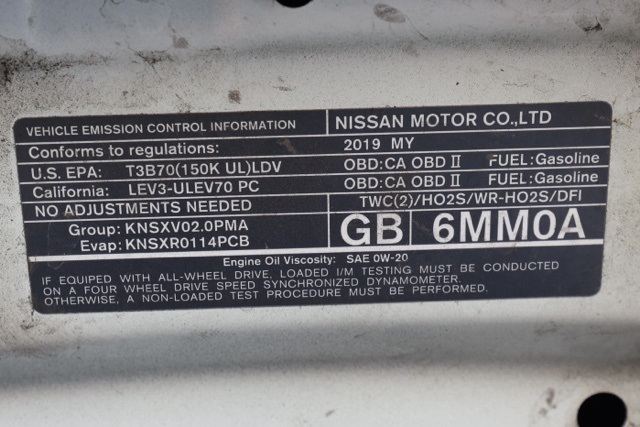 VEHICLE EMISSION CONTROL INFORMATION NISSAN MOTOR CO.,LTD
Conforms to regulations: 2019 MY
U.S. EPA: T3B70(150K UL)LDV OBD:CA OBD II FUEL:Gasoline
California: LEV3-ULEV70 PC OBD:CA OBD II FUEL:Gasoline
NO ADJUSTMENTS NEEDED TWC(2)/HO2S/WR-HO2S/DFI
Group: KNSXV02.0PMA GB 6MM0A
Evap: KNSXR0114PCB
Engine Oil Viscosity: SAE 0W-20
IF EQUIPPED WITH ALL-WHEEL DRIVE, LOADED I/M TESTING MUST BE CONDUCTED
ON A FOUR WHEEL DRIVE SPEED SYNCHRONIZED DYNAMOMETER.
OTHERWISE, A NON-LOADED TEST PROCEDURE MUST BE PERFORMED.